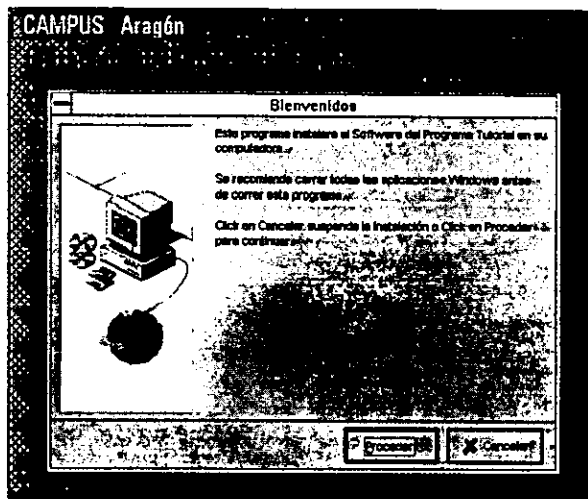 CAMPUS Aragón
Bienvenidos
Este programa instalara el Software del Programa Tutorial en su
computadora.
Se recomienda cerrar todas las aplicaciones Windows antes
de correr este programa.
Click en Cancelar suspende la instalación o Click en Proceder
para continuar.
Proceder
Cancelar